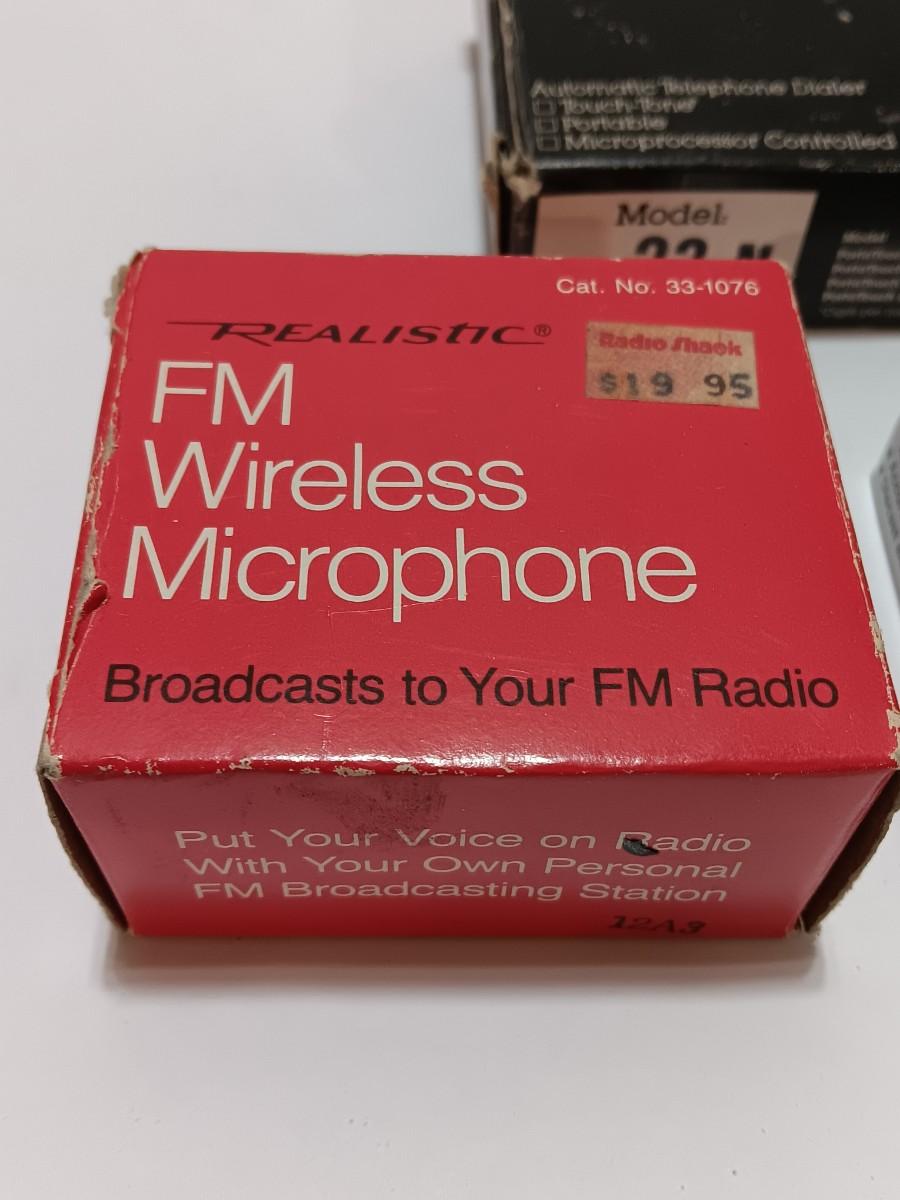 Automatic Telephone Dialer
Touch-Tone
Portable
Microprocessor Controlled
Model:
Model
Cat. No. 33-1076
REALISTIC®
Radio Shack
$19 95
FM
Wireless
Microphone
Broadcasts to Your FM Radio
Put Your Voice on Radio
With Your Own Personal
FM Broadcasting Station
12A3